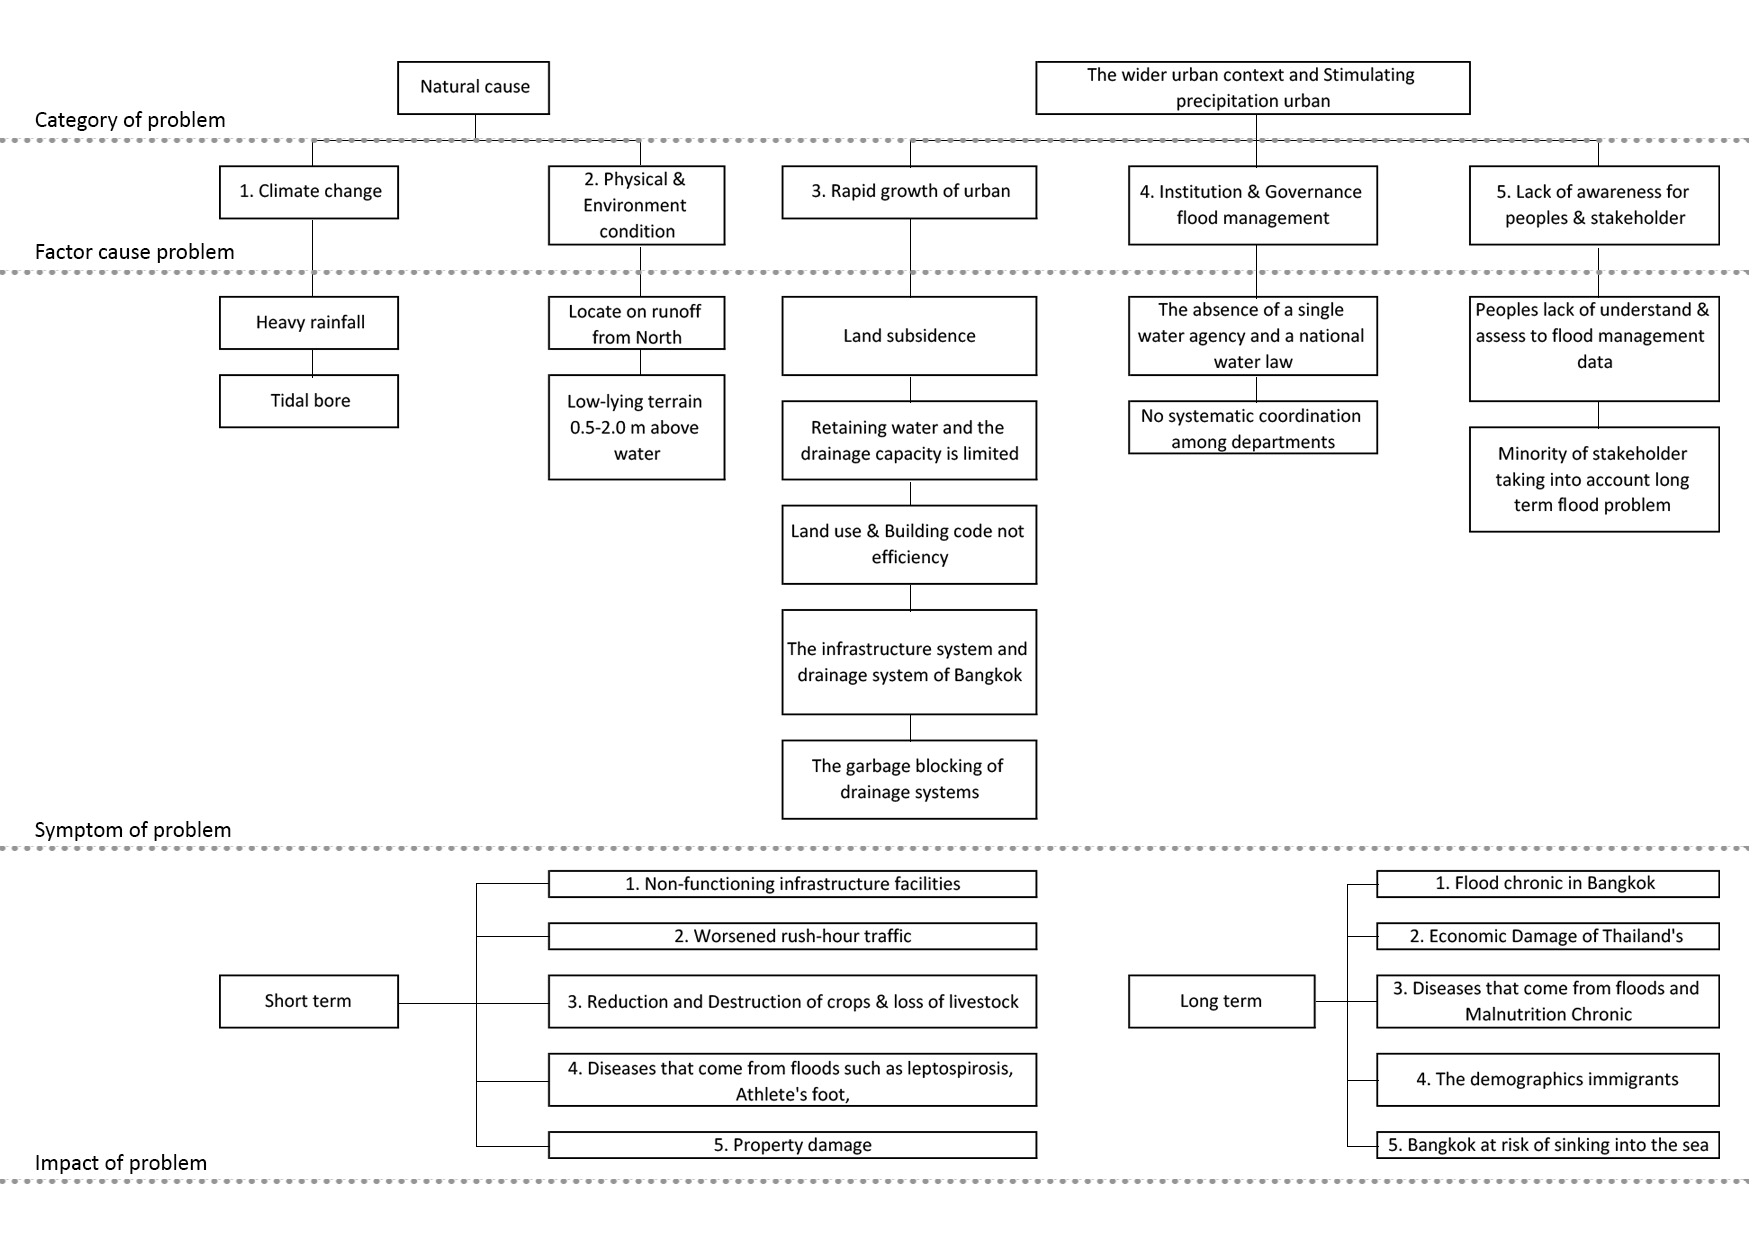 Natural cause
The wider urban context and Stimulating
precipitation urban
Category of problem
1. Climate change
2. Physical &
Environment
condition
3. Rapid growth of urban
4. Institution & Governance
flood management
5. Lack of awareness for
peoples & stakeholder
Factor cause problem
Heavy rainfall
Tidal bore
Locate on runoff
from North
Low-lying terrain
0.5-2.0 m above
water
Land subsidence
Retaining water and the
drainage capacity is limited
Land use & Building code not
efficiency
The infrastructure system and
drainage system of Bangkok
The garbage blocking of
drainage systems
The absence of a single
water agency and a national
water law
No systematic coordination
among departments
Peoples lack of understand &
assess to flood management
data
Minority of stakeholder
taking into account long
term flood problem
Symptom of problem
Short term
1. Non-functioning infrastructure facilities
2. Worsened rush-hour traffic
3. Reduction and Destruction of crops & loss of livestock
4. Diseases that come from floods such as leptospirosis,
Athlete's foot,
5. Property damage
Long term
1. Flood chronic in Bangkok
2. Economic Damage of Thailand's
3. Diseases that come from floods and
Malnutrition Chronic
4. The demographics immigrants
5. Bangkok at risk of sinking into the sea
Impact of problem